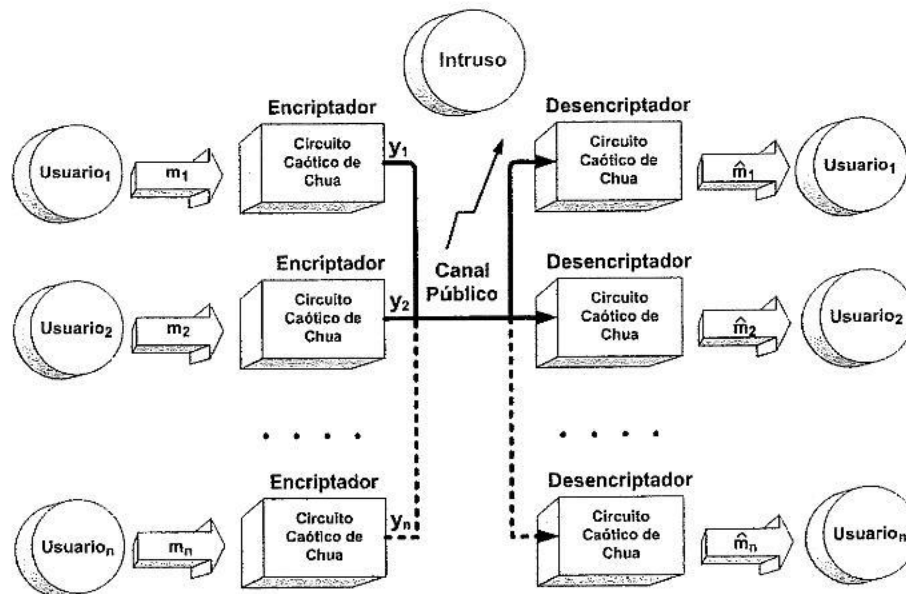 Intruso
Encriptador
Desencriptador
Usuario1
m1
Circuito
Caótico de
Chua
y1
Circuito
Caótico de
Chua
m̂1
Usuario1
Canal
Público
Encriptador
Desencriptador
Usuario2
m2
Circuito
Caótico de
Chua
y2
Circuito
Caótico de
Chua
m̂2
Usuario2
. . . .
. . . .
Encriptador
Desencriptador
Usuarion
mn
Circuito
Caótico de
Chua
yn
Circuito
Caótico de
Chua
m̂n
Usuarion